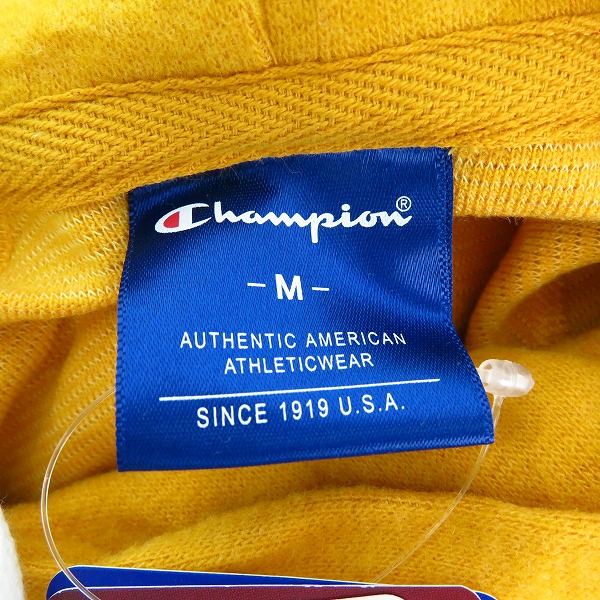 Champion®
- M -
AUTHENTIC AMERICAN
ATHLETICWEAR
SINCE 1919 U.S.A.